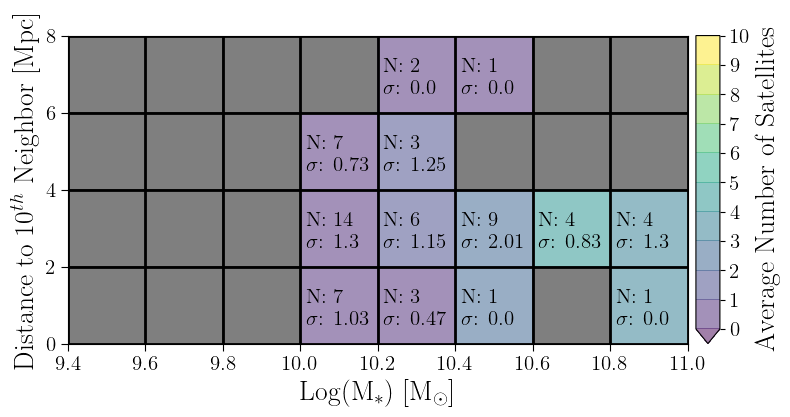 8
6
4
2
0
Distance to 10th Neighbor [Mpc]
N: 2
σ: 0.0
N: 1
σ: 0.0
N: 7
σ: 0.73
N: 3
σ: 1.25
N: 14
σ: 1.3
N: 6
σ: 1.15
N: 9
σ: 2.01
N: 4
σ: 0.83
N: 4
σ: 1.3
N: 7
σ: 1.03
N: 3
σ: 0.47
N: 1
σ: 0.0
N: 1
σ: 0.0
9.4 9.6 9.8 10.0 10.2 10.4 10.6 10.8 11.0
Log(M*) [M⊙]
10
9
8
7
6
5
4
3
2
1
0
Average Number of Satellites